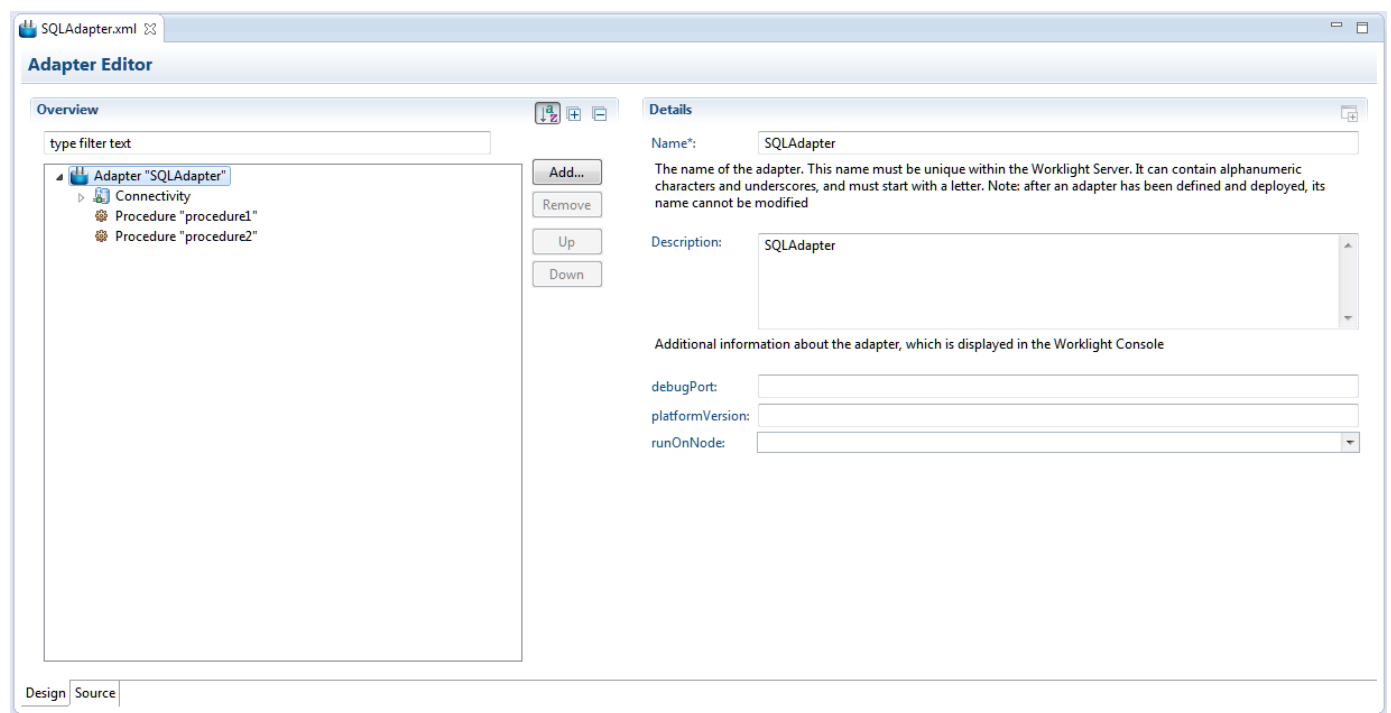 SQLAdapter.xml
Adapter Editor
Overview
type filter text
Adapter "SQLAdapter"
Connectivity
Procedure "procedure1"
Procedure "procedure2"
Add...
Remove
Up
Down
Details
Name*: SQLAdapter
The name of the adapter. This name must be unique within the Worklight Server. It can contain alphanumeric
characters and underscores, and must start with a letter. Note: after an adapter has been defined and deployed, its
name cannot be modified
Description: SQLAdapter
Additional information about the adapter, which is displayed in the Worklight Console
debugPort:
platformVersion:
runOnNode:
Design Source